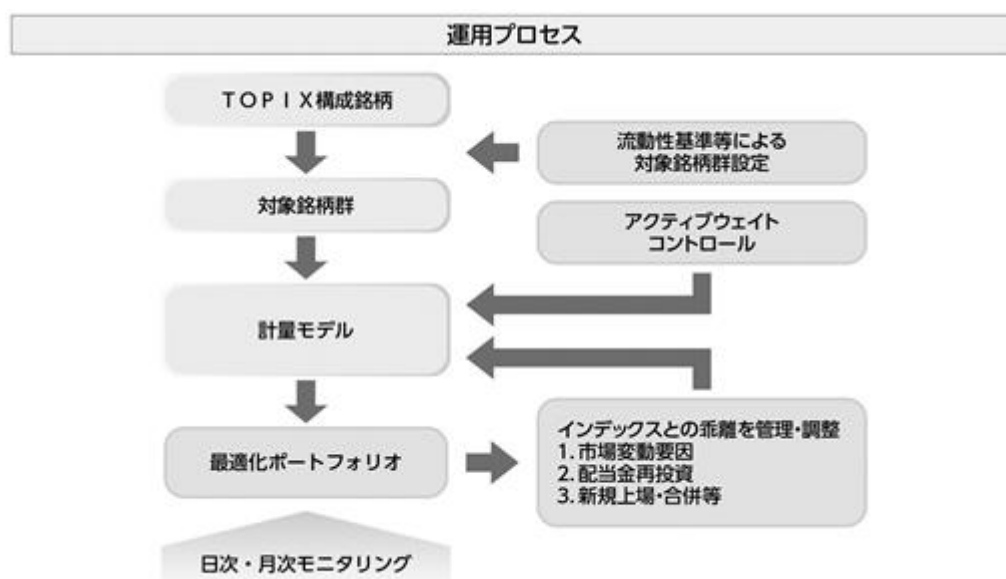 運用プロセス
TOPIX構成銘柄
流動性基準等による
対象銘柄群設定
対象銘柄群
アクティブウェイト
コントロール
計量モデル
最適化ポートフォリオ
インデックスとの乖離を管理・調整
1. 市場変動要因
2. 配当金再投資
3. 新規上場・合併等
日次・月次モニタリング